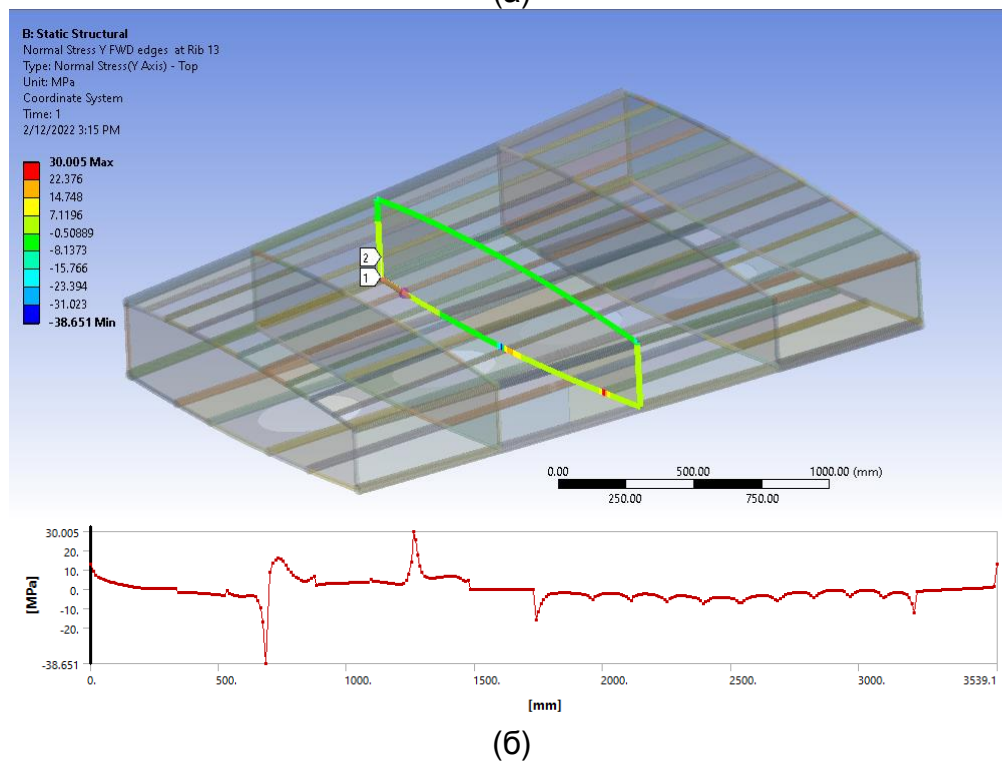 (а)
B: Static Structural
Normal Stress Y FWD edges at Rib 13
Type: Normal Stress(Y Axis) - Top
Unit: MPa
Coordinate System
Time: 1
2/12/2022 3:15 PM
30.005 Max
22.376
14.748
7.1196
-0.50889
-8.1373
-15.766
-23.394
-31.023
-38.651 Min
2
1
0.00 500.00 1000.00 (mm)
250.00 750.00
30.005
20.
10.
0.
-10.
-20.
-38.651
[MPa]
0. 500. 1000. 1500. 2000. 2500. 3000. 3539.1
[mm]
(б)